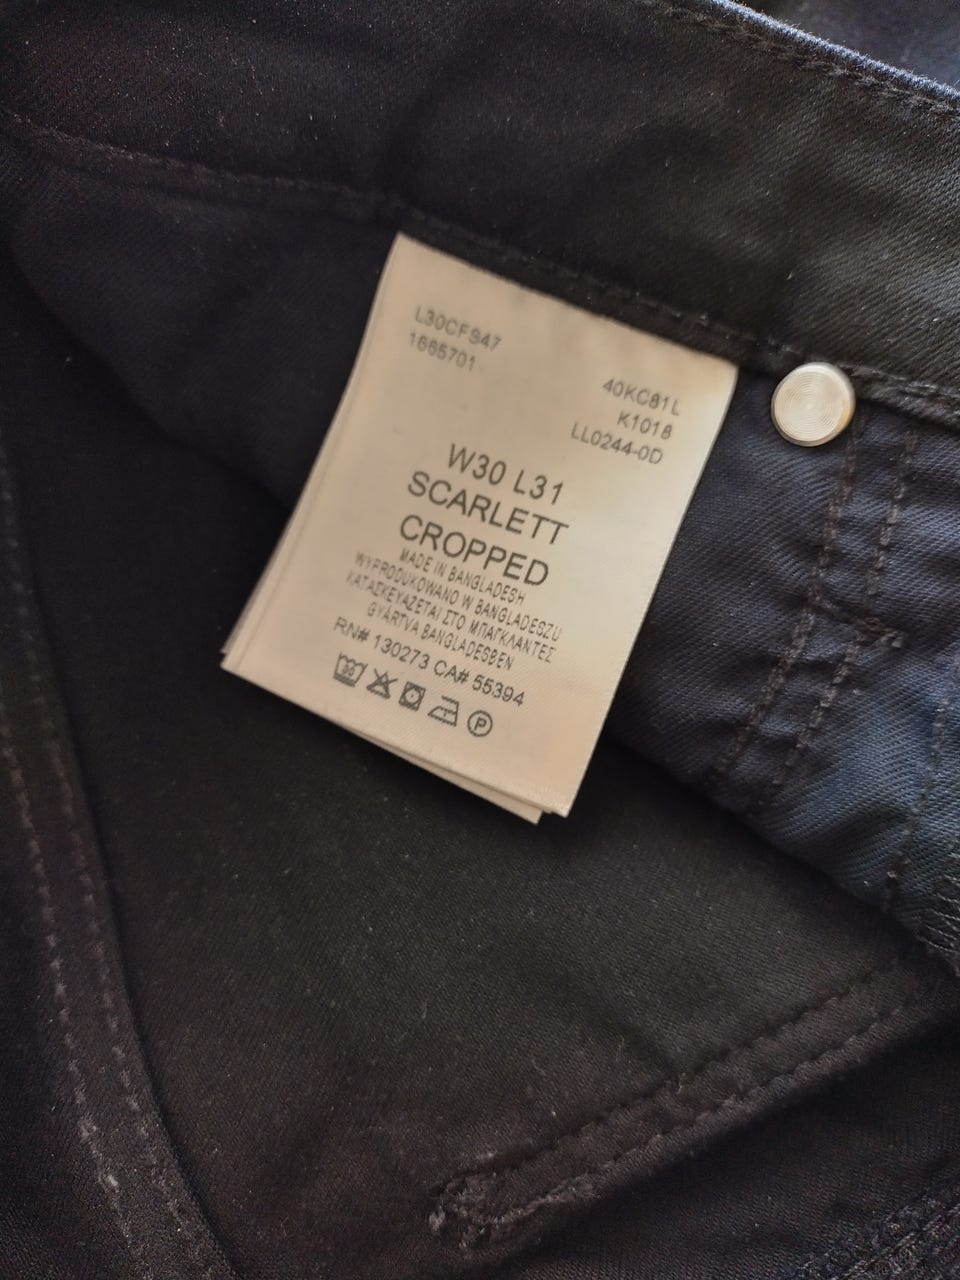 L30CFS47
1665701
40KC81L
K1018
LL0244-0D
W30 L31
SCARLETT
CROPPED
MADE IN BANGLADESH
WYPRODUKOWANO W BANGLADESZU
ΚΑΤΑΣΚΕΥΑΖΕΤΑΙ ΣΤΟ ΜΠΑΓΚΛΑΝΤΕΣ
GYÁRTVA BANGLADESBEN
RN# 130273 CA# 55394
30
P